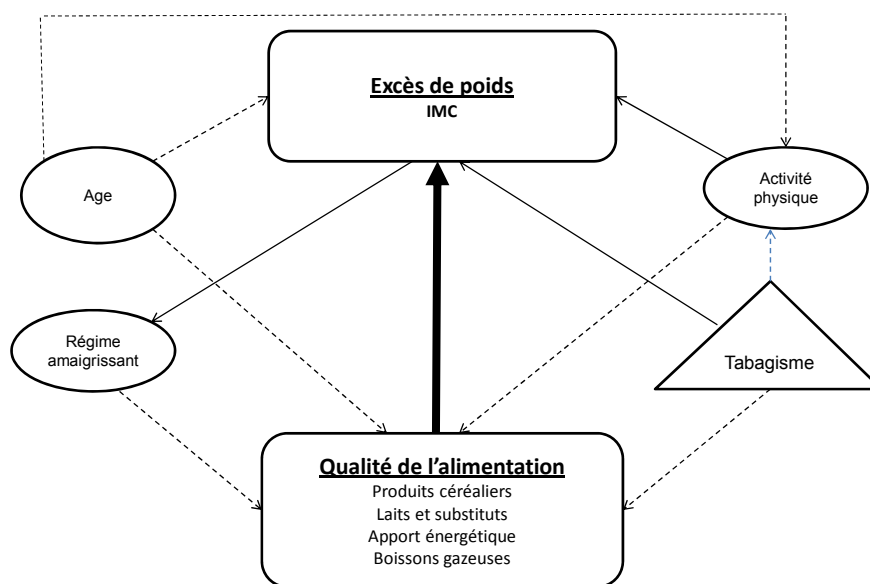 Excès de poids
IMC
Age
Activité
physique
Régime
amaigrissant
Tabagisme
Qualité de l'alimentation
Produits céréaliers
Laits et substituts
Apport énergétique
Boissons gazeuses